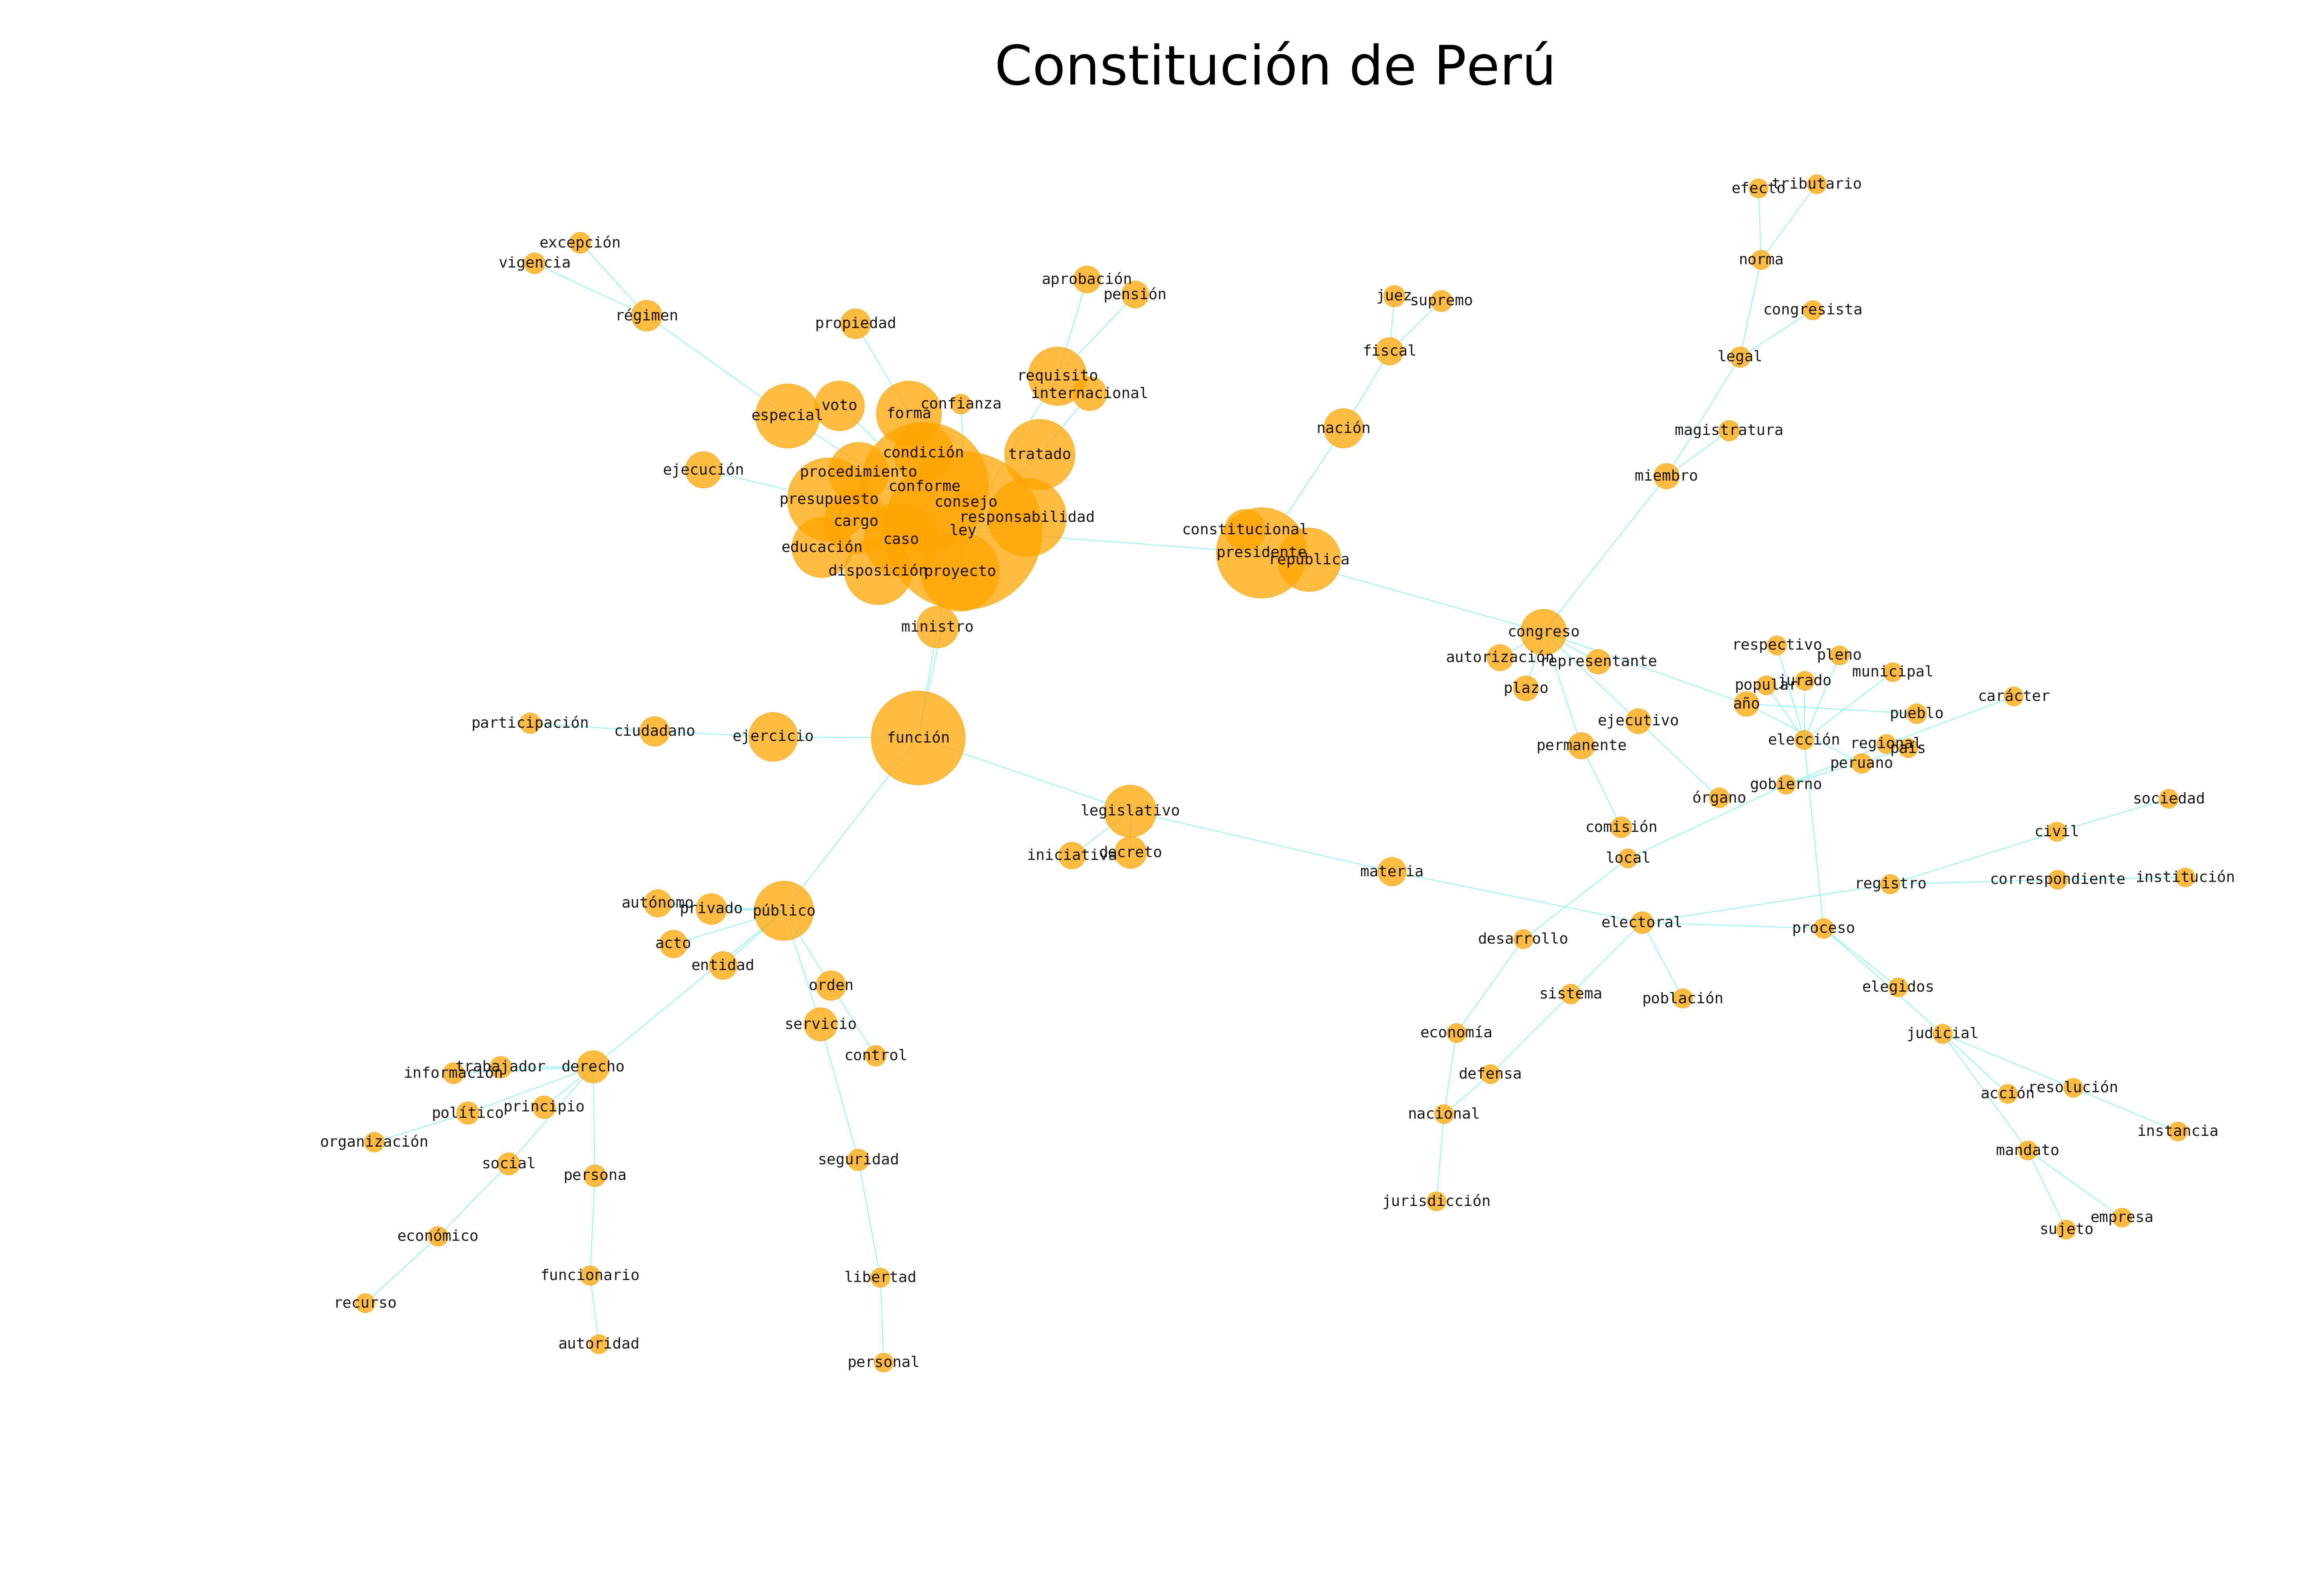 Constitución de Perú
efecto
tributario
excepción
vigencia
norma
aprobación
pensión
juez
supremo
congresista
régimen
propiedad
fiscal
legal
requisito
internacional
especial
voto
forma
confianza
nación
magistratura
condición
tratado
ejecución
procedimiento
miembro
presupuesto
conforme
consejo
cargo
responsabilidad
ley
constitucional
caso
educación
presidente
república
disposición
proyecto
ministro
congreso
autorización
representante
respectivo
pleno
municipal
plazo
popular
jurado
año
carácter
participación
ciudadano
ejercicio
función
ejecutivo
pueblo
permanente
elección
regional
país
peruano
gobierno
órgano
sociedad
legislativo
comisión
civil
iniciativa
decreto
local
materia
registro
correspondiente
institución
autónomo
privado
público
electoral
proceso
acto
desarrollo
entidad
orden
sistema
población
elegidos
servicio
economía
judicial
control
información
trabajador
derecho
defensa
acción
resolución
político
principio
nacional
organización
instancia
social
persona
seguridad
mandato
jurisdicción
empresa
sujeto
económico
funcionario
libertad
recurso
autoridad
personal